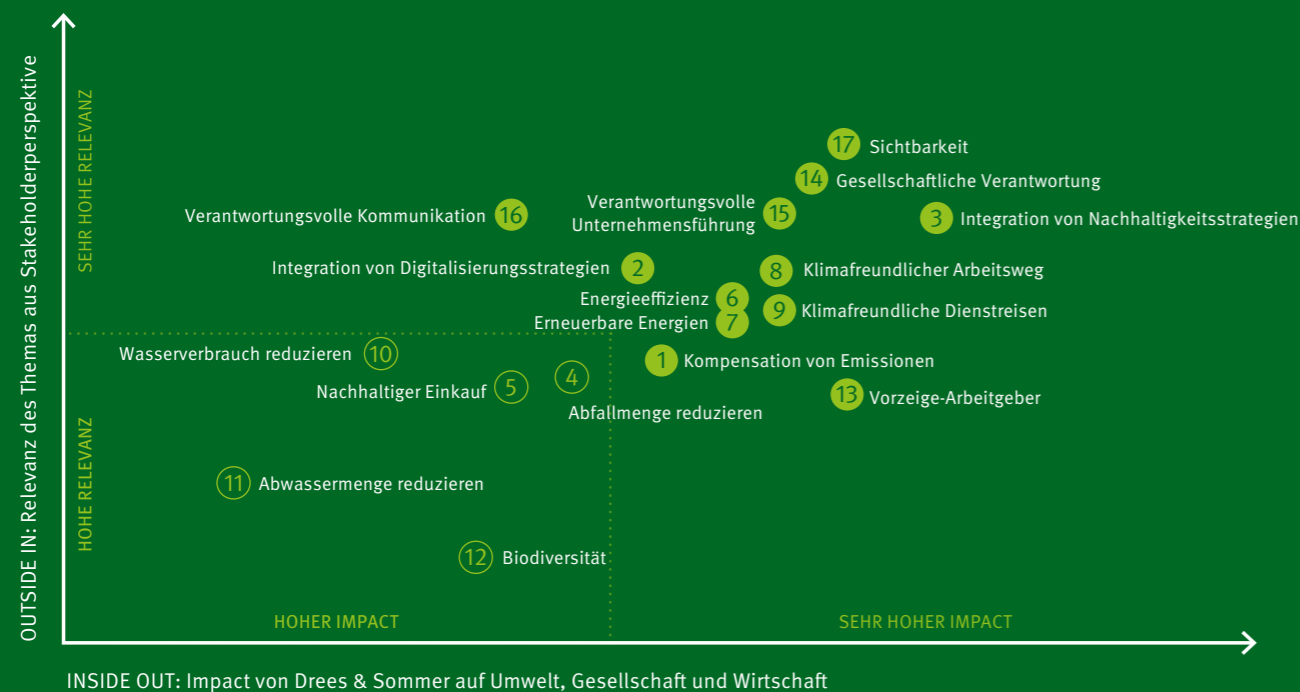 OUTSIDE IN: Relevanz des Themas aus Stakeholderperspektive
SEHR HOHE RELEVANZ
HOHE RELEVANZ
17 Sichtbarkeit
14 Gesellschaftliche Verantwortung
Verantwortungsvolle
Unternehmensführung 15
Verantwortungsvolle Kommunikation 16
3 Integration von Nachhaltigkeitsstrategien
Integration von Digitalisierungsstrategien 2
8 Klimafreundlicher Arbeitsweg
Energieeffizienz 6
9 Klimafreundliche Dienstreisen
Erneuerbare Energien 7
Wasserverbrauch reduzieren 10
1 Kompensation von Emissionen
Nachhaltiger Einkauf 5
4
Abfallmenge reduzieren
13 Vorzeige-Arbeitgeber
11 Abwassermenge reduzieren
12 Biodiversität
HOHER IMPACT
SEHR HOHER IMPACT
INSIDE OUT: Impact von Drees & Sommer auf Umwelt, Gesellschaft und Wirtschaft